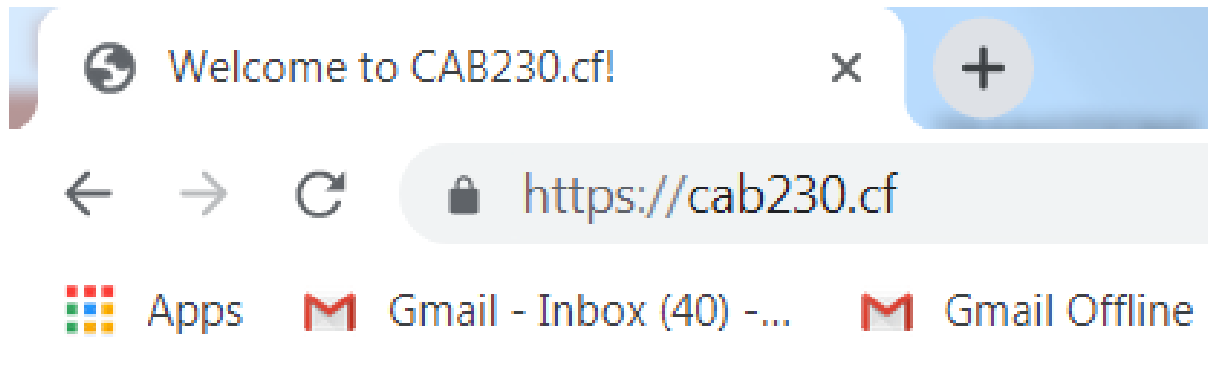 Welcome to CAB230.cf!
https://cab230.cf
Apps Gmail - Inbox (40) -... Gmail Offline